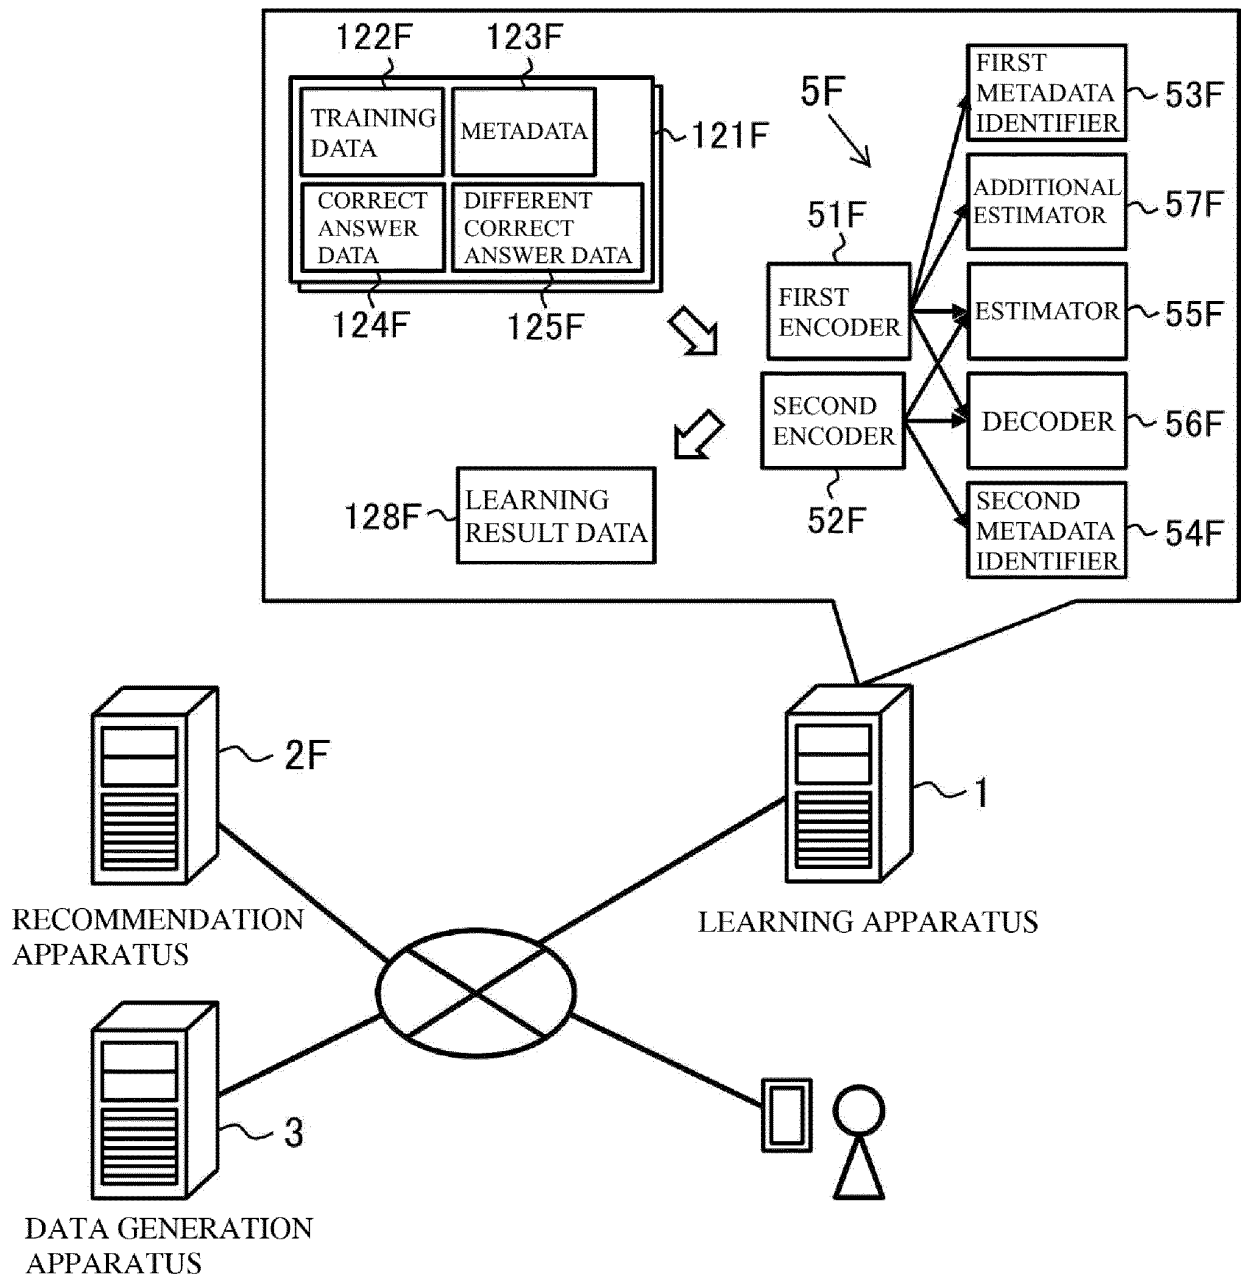 122F
123F
TRAINING
DATA
METADATA
121F
CORRECT
ANSWER
DATA
DIFFERENT
CORRECT
ANSWER DATA
124F
125F
5F
FIRST
METADATA
IDENTIFIER
53F
ADDITIONAL
ESTIMATOR
57F
51F
FIRST
ENCODER
ESTIMATOR
55F
SECOND
ENCODER
DECODER
56F
52F
SECOND
METADATA
IDENTIFIER
54F
128F
LEARNING
RESULT DATA
2F
1
RECOMMENDATION
APPARATUS
LEARNING APPARATUS
3
DATA GENERATION
APPARATUS